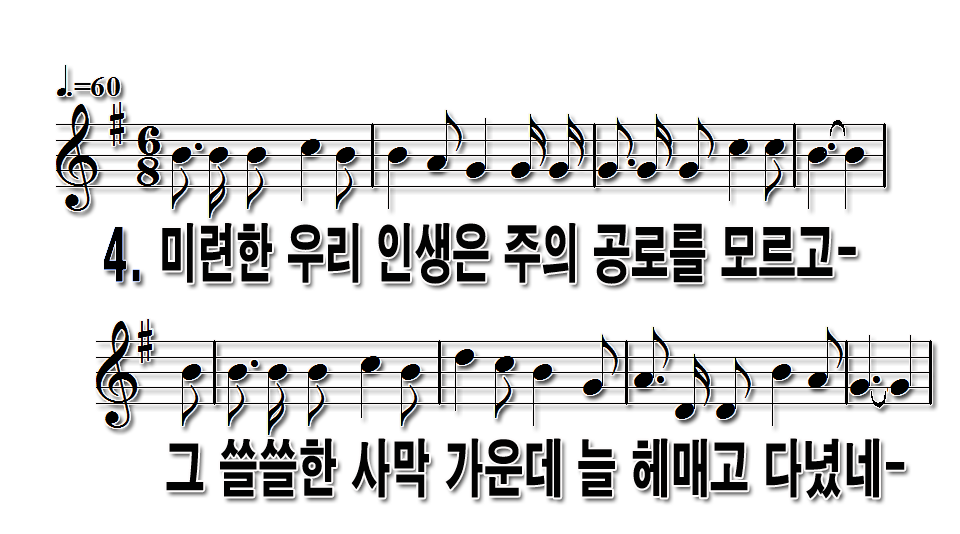 ♩.=60
6
8
4. 미련한 우리 인생은 주의 공로를 모르고-
그 쓸쓸한 사막 가운데 늘 헤매고 다녔네-